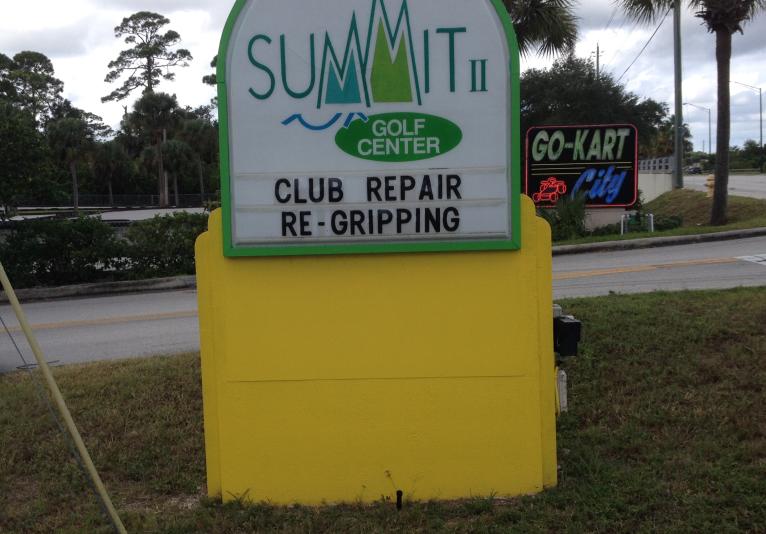 SUMMIT II
GOLF
CENTER
CLUB REPAIR
RE-GRIPPING
GO-KART
City